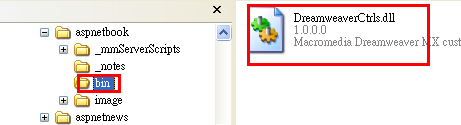 aspnetbook
_mmServerScripts
_notes
bin
image
aspnetnews
DreamweaverCtrls.dll
1.0.0.0
Macromedia Dreamweaver MX cust